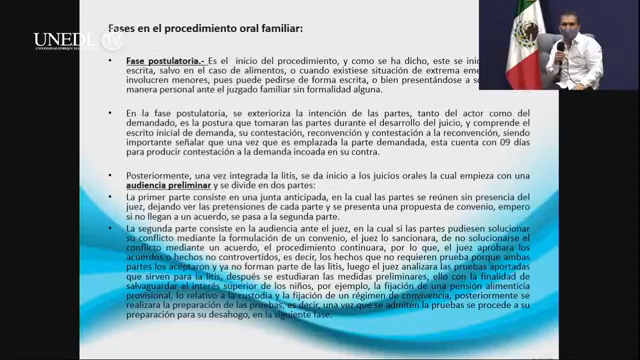 UNEDL tv
Fases en el procedimiento oral familiar:
• Fase postulatoria.- Es el inicio del procedimiento, y como se ha dicho, este se
escrita, salvo en el caso de alimentos, o cuando existiese situación de extrema
involucren menores, pues puede pedirse de forma escrita, o bien presentándose a
manera personal ante el juzgado familiar sin formalidad alguna.
• En la fase postulatoria, se exterioriza la intención de las partes, tanto del actor como del
demandado, es la postura que tomaran las partes durante el desarrollo del juicio, y comprende el
escrito inicial de demanda, su contestación, reconvención y contestación a la reconvención, siendo
importante señalar que una vez que es emplazada la parte demandada, esta cuenta con 09 días
para producir contestación a la demanda incoada en su contra.
• Posteriormente, una vez integrada la litis, se da inicio a los juicios orales la cual empieza con una
audiencia preliminar y se divide en dos partes:
• La primer parte consiste en una junta anticipada, en la cual las partes se reúnen sin presencia del
juez, dejando ver las pretensiones de cada parte y se presenta una propuesta de convenio, empero
si no llegan a un acuerdo, se pasa a la segunda parte.
• La segunda parte consiste en la audiencia ante el juez, en la cual si las partes pudiesen solucionar
su conflicto mediante la formulación de un convenio, el juez lo sancionara, de no solucionarse el
conflicto mediante un acuerdo, el procedimiento continuara, por lo que, el juez aprobara los
acuerdos o hechos no controvertidos, es decir, los hechos que no requieren prueba porque ambas
partes los aceptaron y ya no forman parte de las litis, luego el juez analizara las pruebas aportadas
que sirven para la litis, después se estudiaran las medidas preliminares, ello con la finalidad de
salvaguardar el interés superior de los niños, por ejemplo, la fijación de una pensión alimenticia
provisional, lo relativo a la custodia y la fijación de un régimen de convivencia, posteriormente se
realizara la preparación de las pruebas, es decir, una vez que se admiten la pruebas se procede a su
preparación para su desahogo, en la siguiente fase.